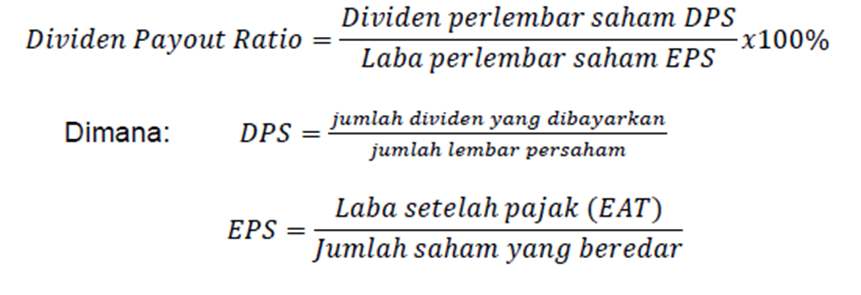 Dividen Payout Ratio = Dividen perlembar saham DPS / Laba perlembar saham EPS x100%
Dimana: DPS = jumlah dividen yang dibayarkan / jumlah lembar persaham
EPS = Laba setelah pajak (EAT) / Jumlah saham yang beredar